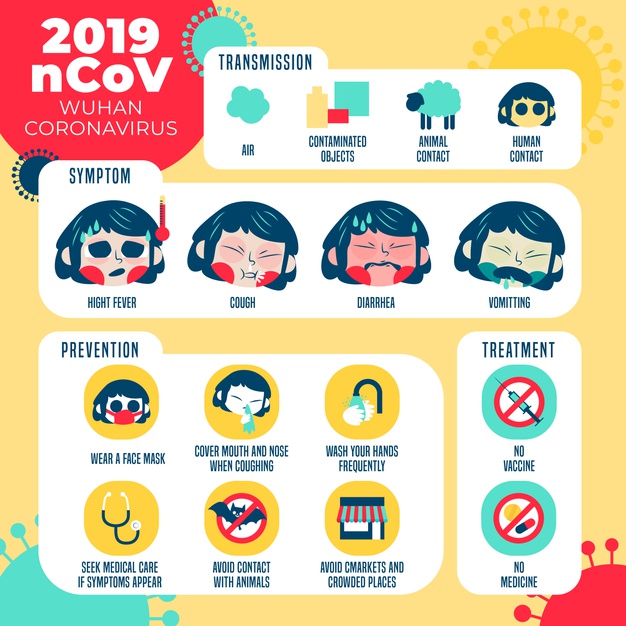 2019
nCoV
WUHAN
CORONAVIRUS
TRANSMISSION
AIR
CONTAMINATED
OBJECTS
ANIMAL
CONTACT
HUMAN
CONTACT
SYMPTOM
HIGHT FEVER
COUGH
DIARRHEA
VOMITTING
PREVENTION
WEAR A FACE MASK
COVER MOUTH AND NOSE
WHEN COUGHING
WASH YOUR HANDS
FREQUENTLY
SEEK MEDICAL CARE
IF SYMPTOMS APPEAR
AVOID CONTACT
WITH ANIMALS
AVOID CMARKETS AND
CROWDED PLACES
TREATMENT
NO
VACCINE
NO
MEDICINE